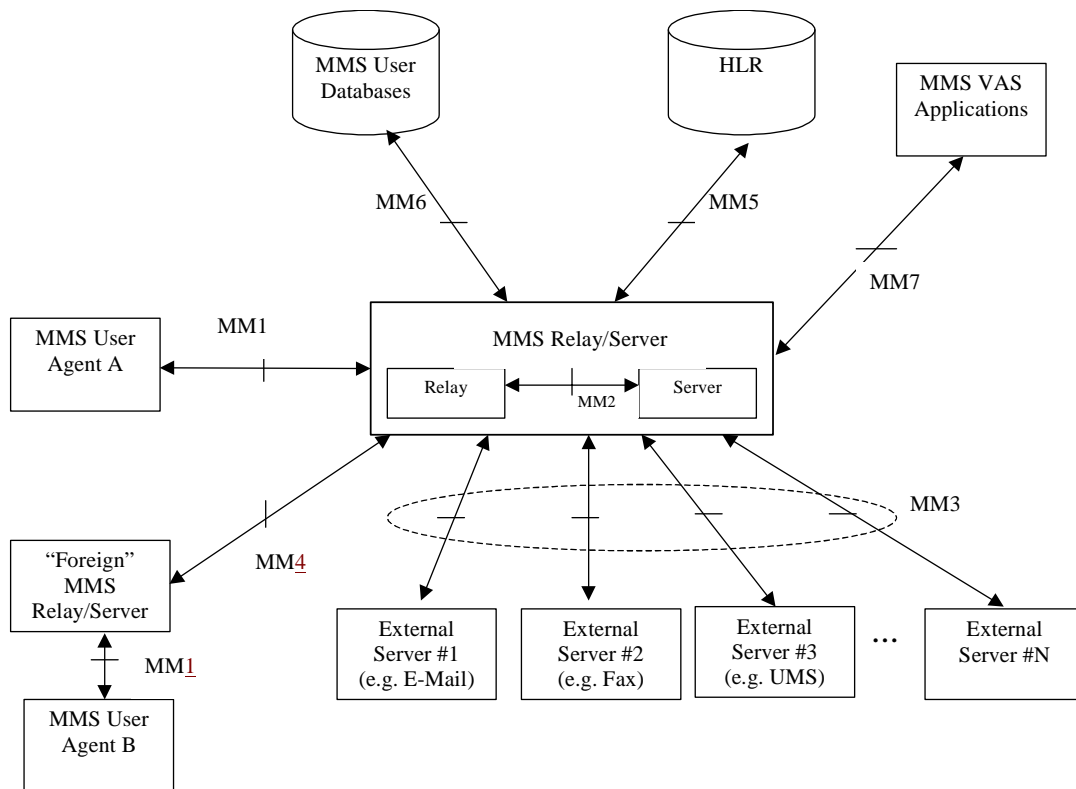 MMS User
Databases
HLR
MMS VAS
Applications
MM6
MM5
MM7
MMS User
Agent A
MM1
MMS Relay/Server
Relay
MM2
Server
MM3
“Foreign”
MMS
Relay/Server
MM4
MM1
MMS User
Agent B
External
Server #1
(e.g. E-Mail)
External
Server #2
(e.g. Fax)
External
Server #3
(e.g. UMS)
...
External
Server #N